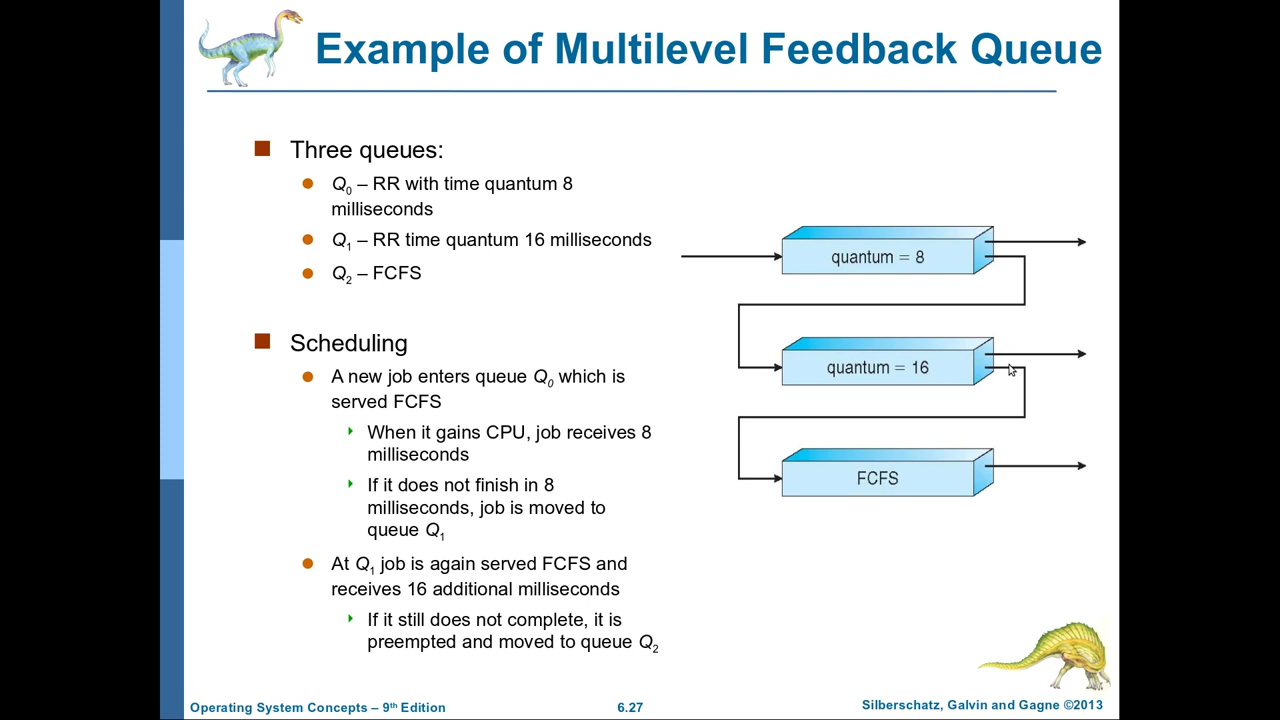 Example of Multilevel Feedback Queue
Three queues:
Q0 – RR with time quantum 8
milliseconds
Q1 – RR time quantum 16 milliseconds
Q2 – FCFS
Scheduling
A new job enters queue Q0 which is
served FCFS
When it gains CPU, job receives 8
milliseconds
If it does not finish in 8
milliseconds, job is moved to
queue Q1
At Q1 job is again served FCFS and
receives 16 additional milliseconds
If it still does not complete, it is
preempted and moved to queue Q2
quantum = 8
quantum = 16
FCFS
Operating System Concepts – 9th Edition
6.27
Silberschatz, Galvin and Gagne ©2013